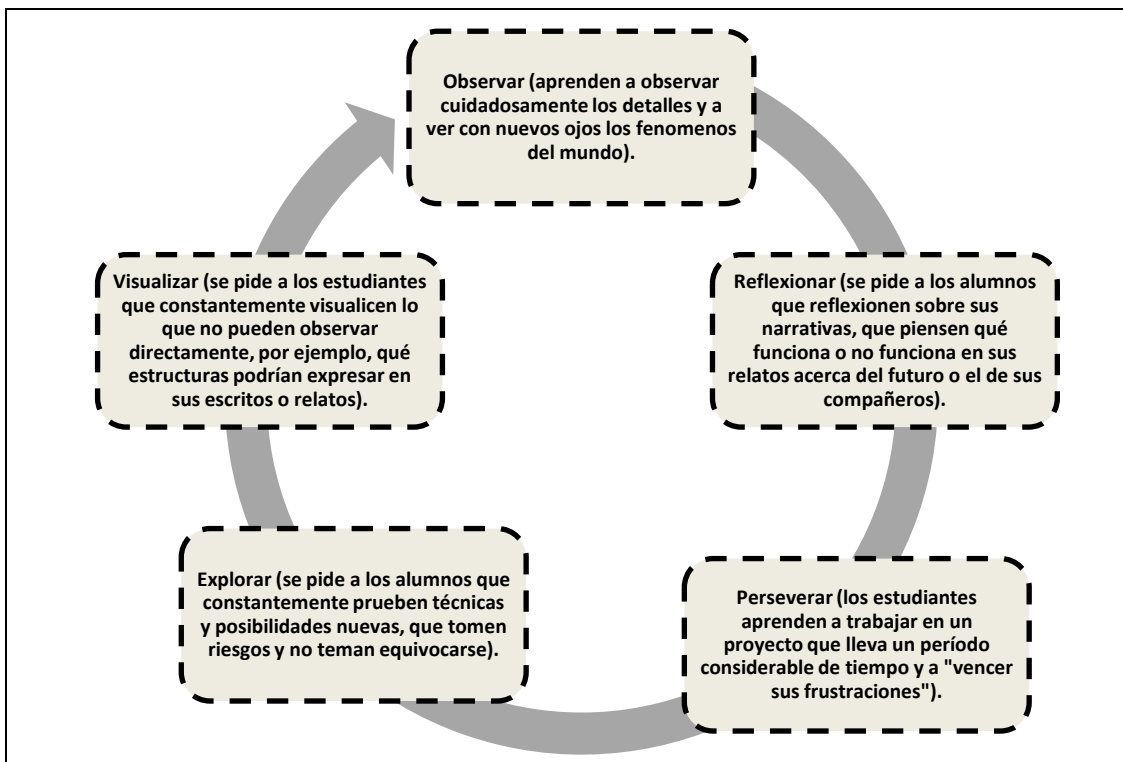 Observar (aprenden a observar
cuidadosamente los detalles y a
ver con nuevos ojos los fenomenos
del mundo).
Reflexionar (se pide a los alumnos
que reflexionen sobre sus
narrativas, que piensen qué
funciona o no funciona en sus
relatos acerca del futuro o el de sus
compañeros).
Perseverar (los estudiantes
aprenden a trabajar en un
proyecto que lleva un período
considerable de tiempo y a "vencer
sus frustraciones").
Explorar (se pide a los alumnos que
constantemente prueben técnicas
y posibilidades nuevas, que tomen
riesgos y no teman equivocarse).
Visualizar (se pide a los estudiantes
que constantemente visualicen lo
que no pueden observar
directamente, por ejemplo, qué
estructuras podrían expresar en
sus escritos o relatos).